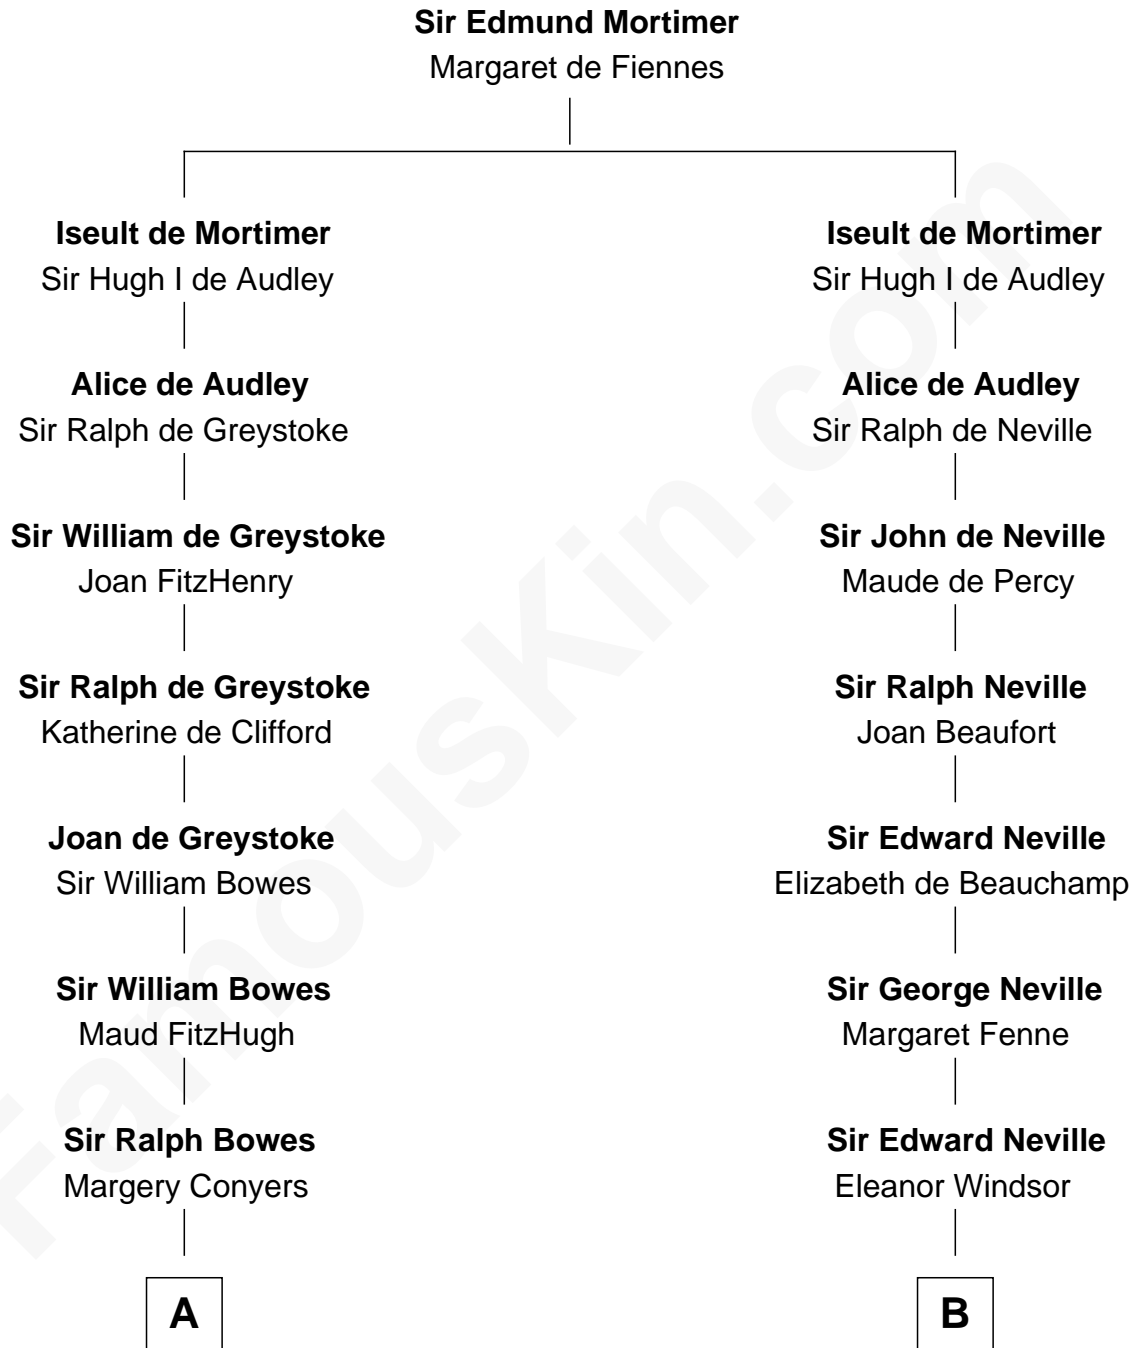 Sir Edmund Mortimer
Margaret de Fiennes
Iseult de Mortimer
Sir Hugh I de Audley
Iseult de Mortimer
Sir Hugh I de Audley
Alice de Audley
Sir Ralph de Greystoke
Alice de Audley
Sir Ralph de Neville
Sir William de Greystoke
Joan FitzHenry
Sir John de Neville
Maude de Percy
Sir Ralph de Greystoke
Katherine de Clifford
Sir Ralph Neville
Joan Beaufort
Joan de Greystoke
Sir William Bowes
Sir Edward Neville
Elizabeth de Beauchamp
Sir William Bowes
Maud FitzHugh
Sir George Neville
Margaret Fenne
Sir Ralph Bowes
Margery Conyers
Sir Edward Neville
Eleanor Windsor
A
B
FamousKin.com